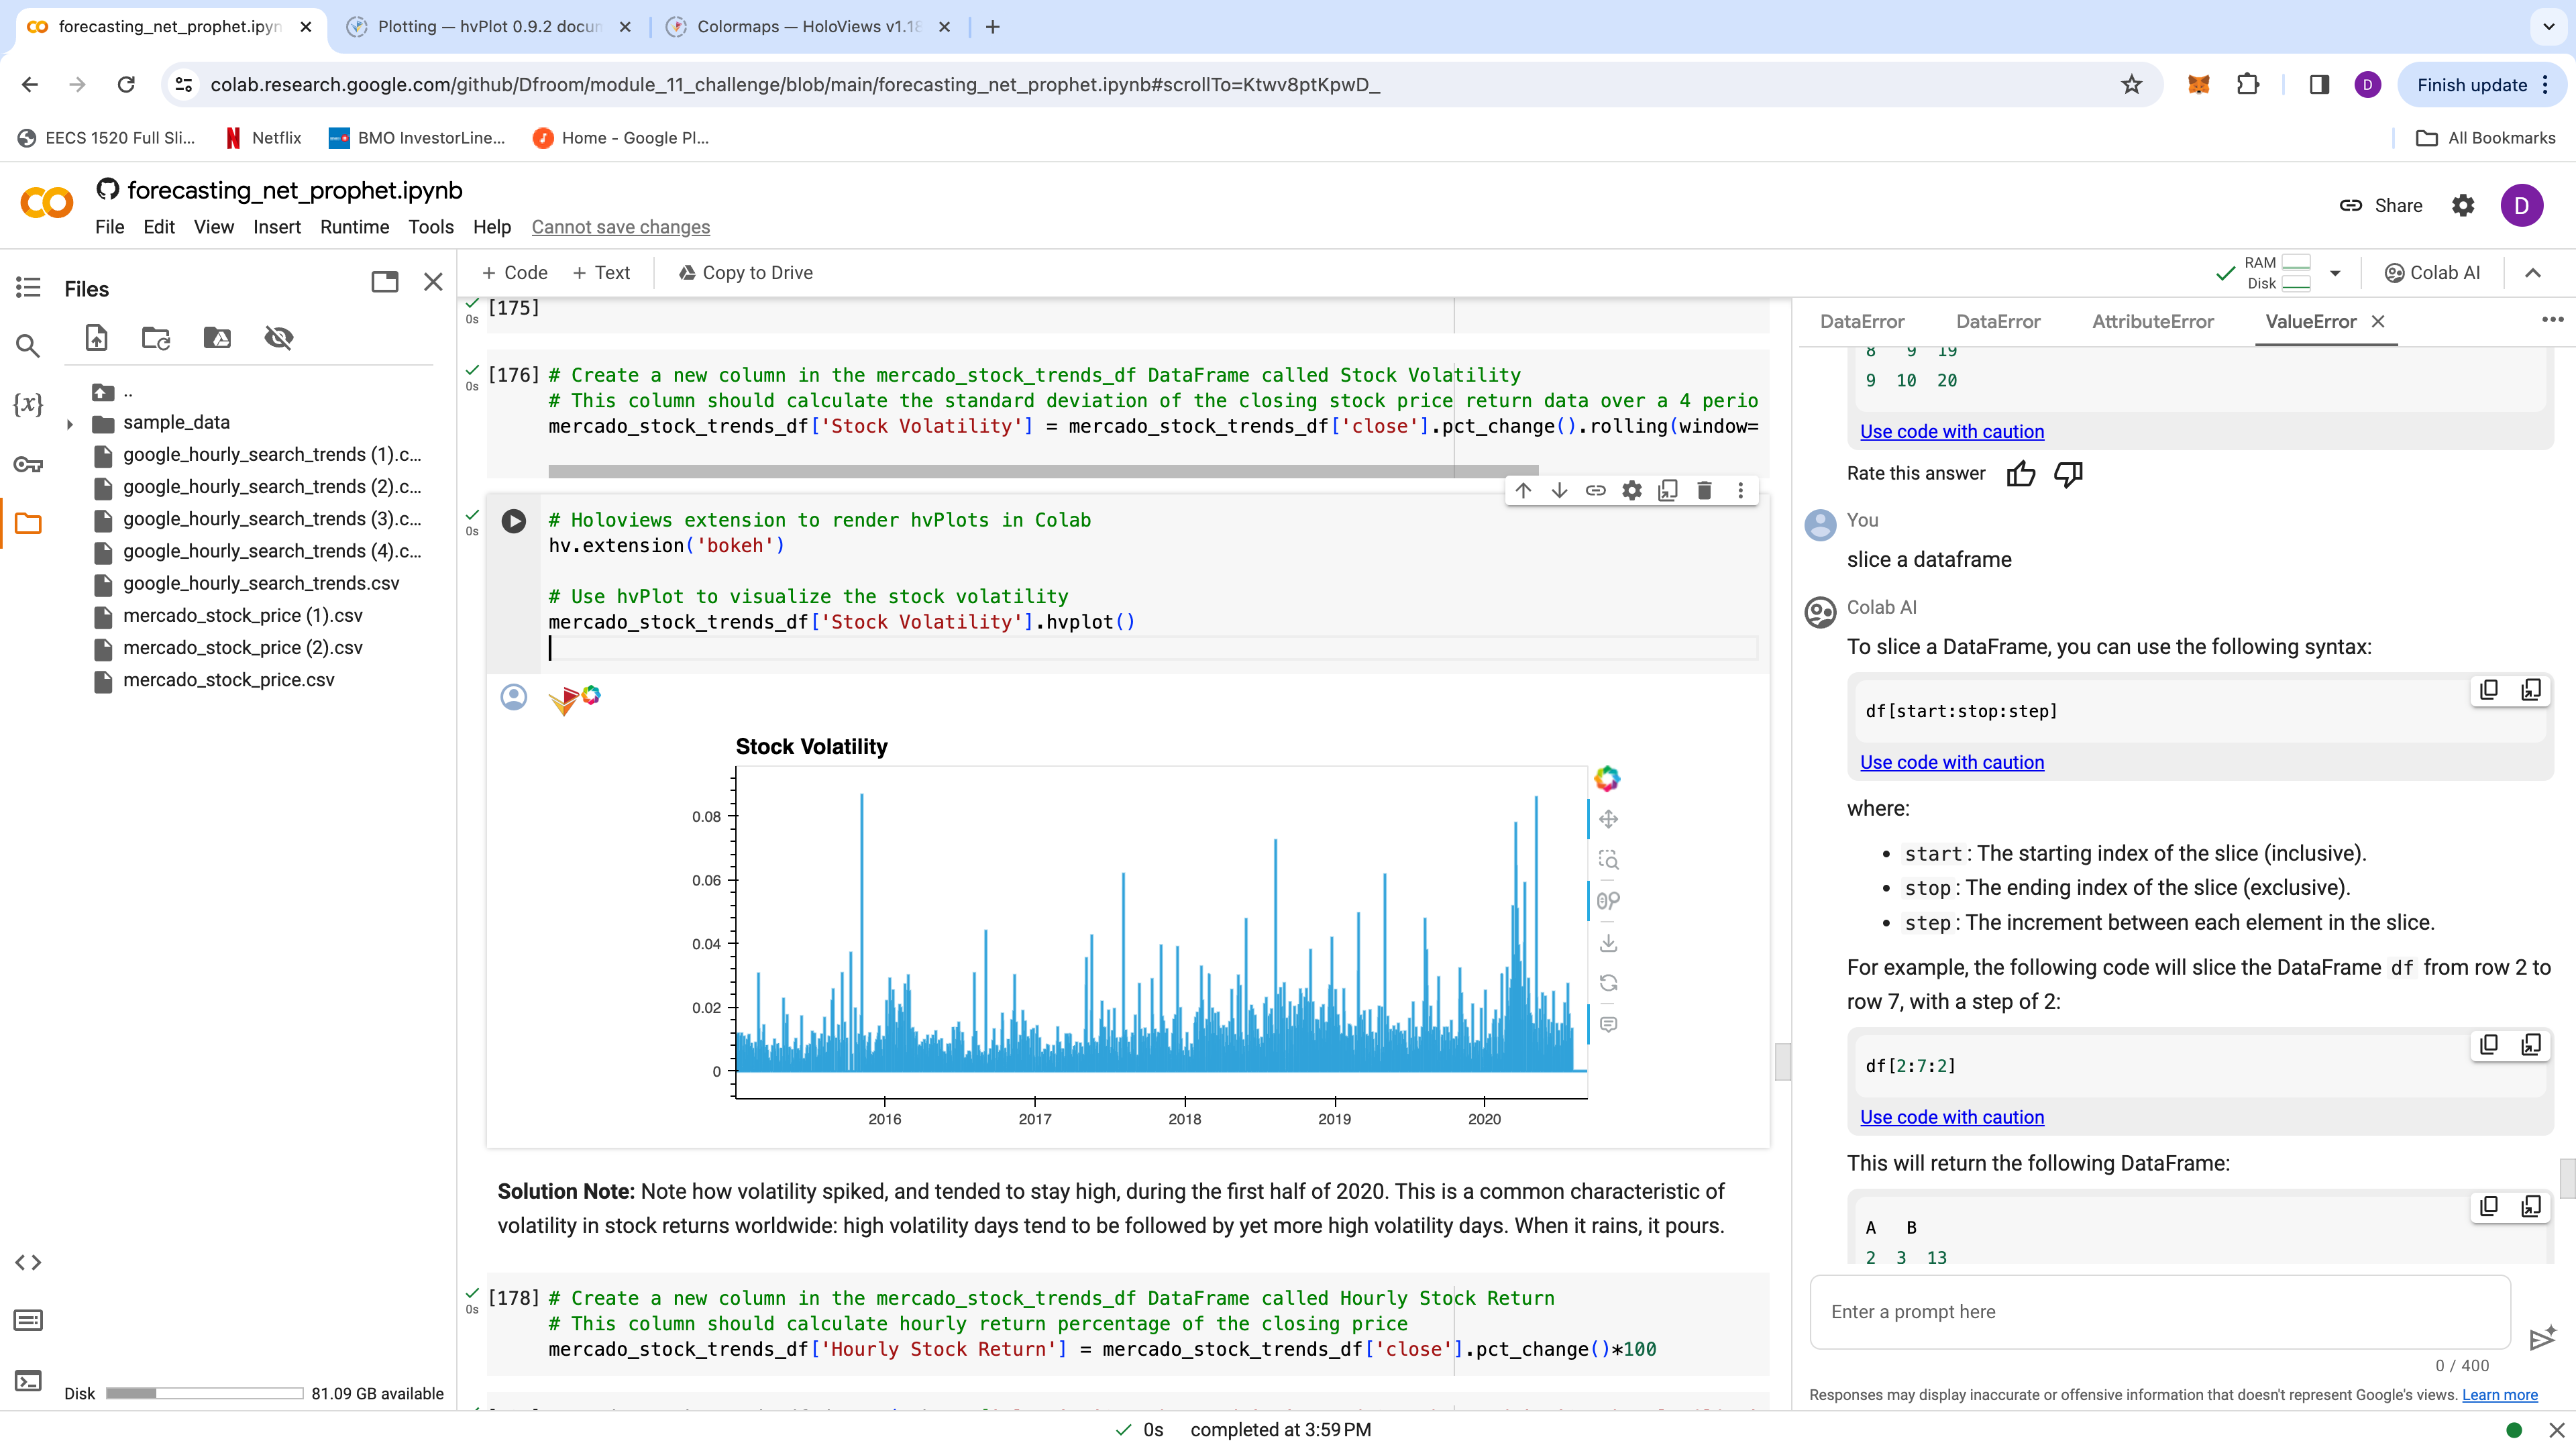 forecasting_net_prophet.ipyn
Plotting — hvPlot 0.9.2 docun
Colormaps — HoloViews v1.18
colab.research.google.com/github/Dfroom/module_11_challenge/blob/main/forecasting_net_prophet.ipynb#scrollTo=Ktwv8ptKpwD_
D
Finish update
EECS 1520 Full Sli...
Netflix
BMO InvestorLine...
Home - Google Pl...
All Bookmarks
forecasting_net_prophet.ipynb
File Edit View Insert Runtime Tools Help Cannot save changes
Share
D
Files
+ Code + Text
Copy to Drive
RAM
Disk
Colab AI
..
sample_data
google_hourly_search_trends (1).c...
google_hourly_search_trends (2).c...
google_hourly_search_trends (3).c...
google_hourly_search_trends (4).c...
google_hourly_search_trends.csv
mercado_stock_price (1).csv
mercado_stock_price (2).csv
mercado_stock_price.csv
Disk
81.09 GB available
0s
[175]
0s
[176] # Create a new column in the mercado_stock_trends_df DataFrame called Stock Volatility
# This column should calculate the standard deviation of the closing stock price return data over a 4 perio
mercado_stock_trends_df['Stock Volatility'] = mercado_stock_trends_df['close'].pct_change().rolling(window=
0s
# Holoviews extension to render hvPlots in Colab
hv.extension('bokeh')
# Use hvPlot to visualize the stock volatility
mercado_stock_trends_df['Stock Volatility'].hvplot()
Stock Volatility
0.08
0.06
0.04
0.02
0
2016 2017 2018 2019 2020
Solution Note: Note how volatility spiked, and tended to stay high, during the first half of 2020. This is a common characteristic of
volatility in stock returns worldwide: high volatility days tend to be followed by yet more high volatility days. When it rains, it pours.
0s
[178] # Create a new column in the mercado_stock_trends_df DataFrame called Hourly Stock Return
# This column should calculate hourly return percentage of the closing price
mercado_stock_trends_df['Hourly Stock Return'] = mercado_stock_trends_df['close'].pct_change()*100
DataError DataError AttributeError ValueError
8 9 19
9 10 20
Use code with caution
Rate this answer
You
slice a dataframe
Colab AI
To slice a DataFrame, you can use the following syntax:
df[start:stop:step]
Use code with caution
where:
• start: The starting index of the slice (inclusive).
• stop: The ending index of the slice (exclusive).
• step: The increment between each element in the slice.
For example, the following code will slice the DataFrame df from row 2 to
row 7, with a step of 2:
df[2:7:2]
Use code with caution
This will return the following DataFrame:
A B
2 3 13
Enter a prompt here
0 / 400
Responses may display inaccurate or offensive information that doesn't represent Google's views. Learn more
0s completed at 3:59 PM